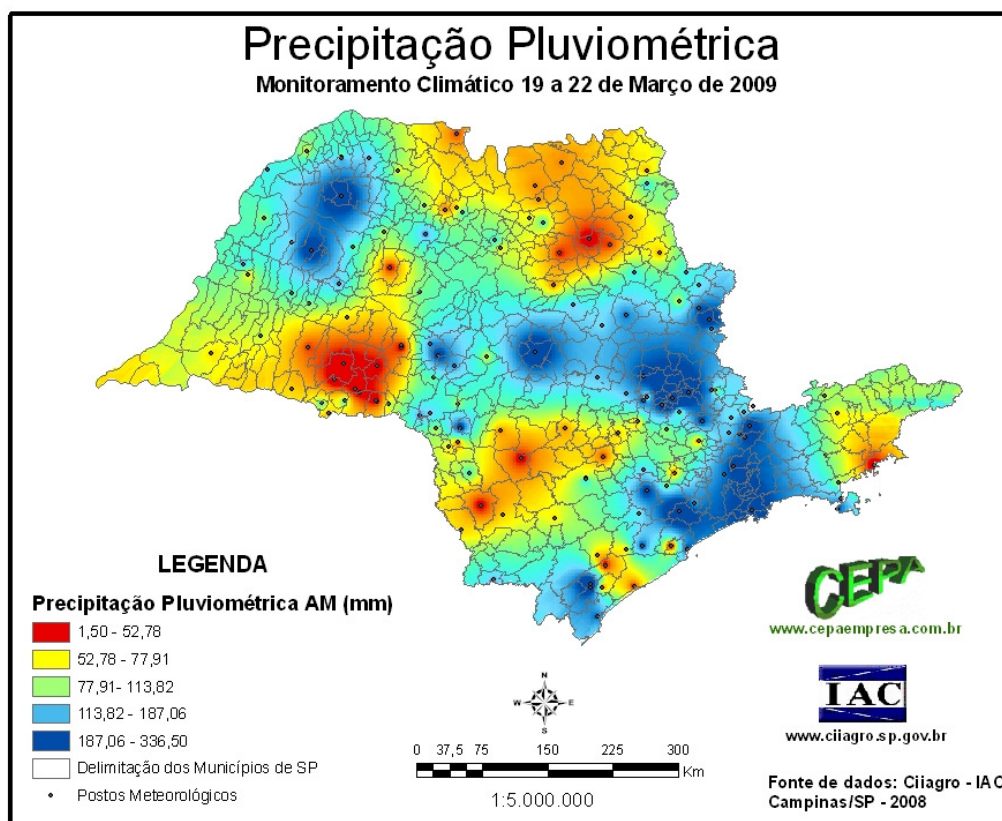 Precipitação Pluviométrica
Monitoramento Climático 19 a 22 de Março de 2009
LEGENDA
Precipitação Pluviométrica AM (mm)
1,50 - 52,78
52,78 - 77,91
77,91- 113,82
113,82 - 187,06
187,06 - 336,50
Delimitação dos Municípios de SP
Postos Meteorológicos
N
W E
S
0 37,5 75 150 225 300
Km
1:5.000.000
CEPA
www.cepaempresa.com.br
IAC
www.ciiagro.sp.gov.br
Fonte de dados: Ciiagro - IAC
Campinas/SP - 2008